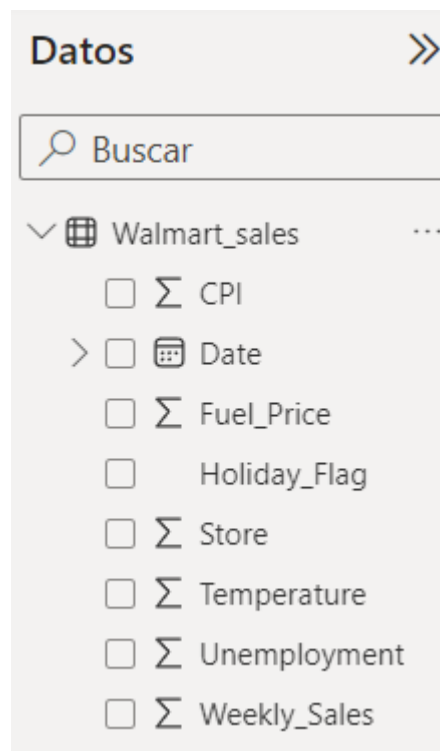 Datos
Buscar
Walmart_sales
CPI
Date
Fuel_Price
Holiday_Flag
Store
Temperature
Unemployment
Weekly_Sales